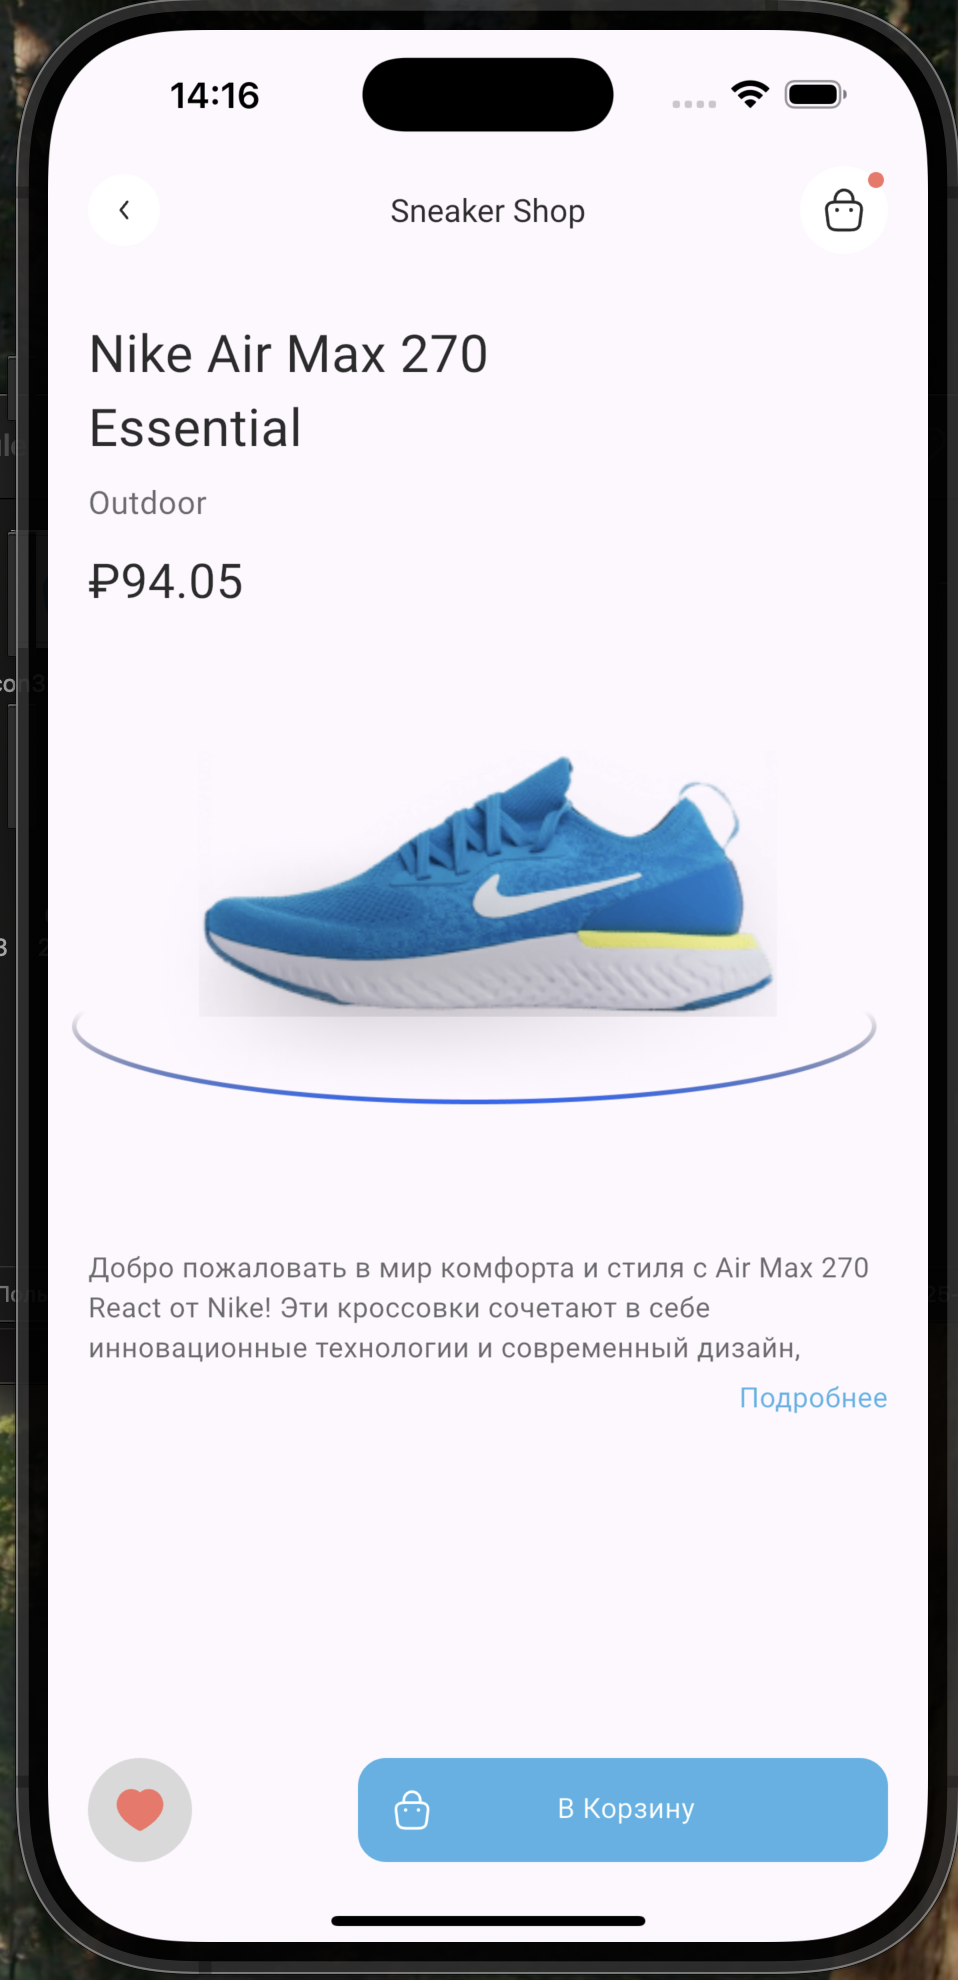 14:16
Sneaker Shop
Nike Air Max 270
Essential
Outdoor
₽94.05
Добро пожаловать в мир комфорта и стиля с Air Max 270
React от Nike! Эти кроссовки сочетают в себе
инновационные технологии и современный дизайн,
Подробнее
В Корзину